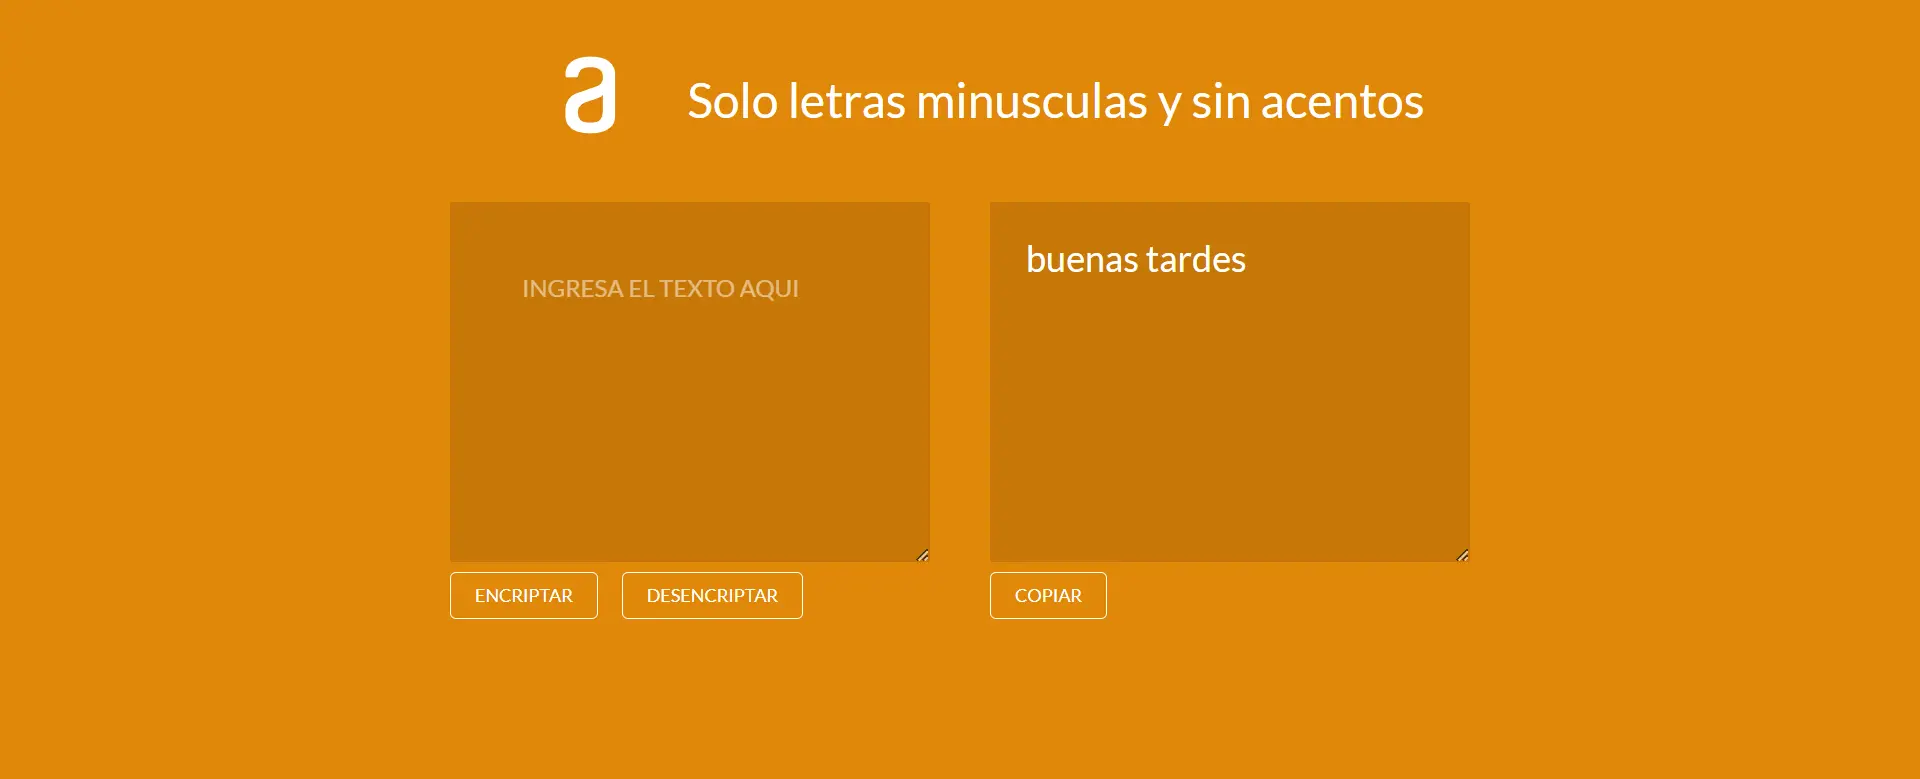 a
Solo letras minusculas y sin acentos
INGRESA EL TEXTO AQUI
buenas tardes
ENCRIPTAR
DESENCRIPTAR
COPIAR